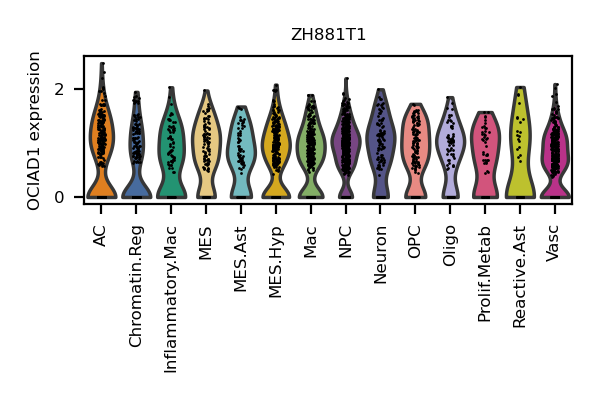 ZH881T1
OCIAD1 expression
2
0
AC
Chromatin.Reg
Inflammatory.Mac
MES
MES.Ast
MES.Hyp
Mac
NPC
Neuron
OPC
Oligo
Prolif.Metab
Reactive.Ast
Vasc